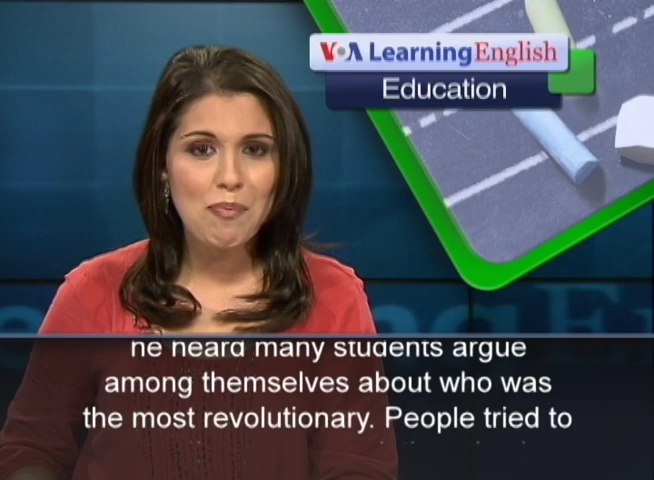 VOA Learning English
Education
he heard many students argue
among themselves about who was
the most revolutionary. People tried to